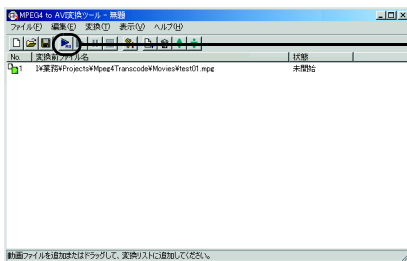 MPEG4 to AVI変換ツール - 無題
ファイル(F) 編集(E) 変換(T) 表示(V) ヘルプ(H)
No. 変換前ファイル名 状態
1 I:¥業務¥Projects¥Mpeg4Transcode¥Movies¥test01.mpg 未開始
動画ファイルを追加またはドラッグして、変換リストに追加してください。